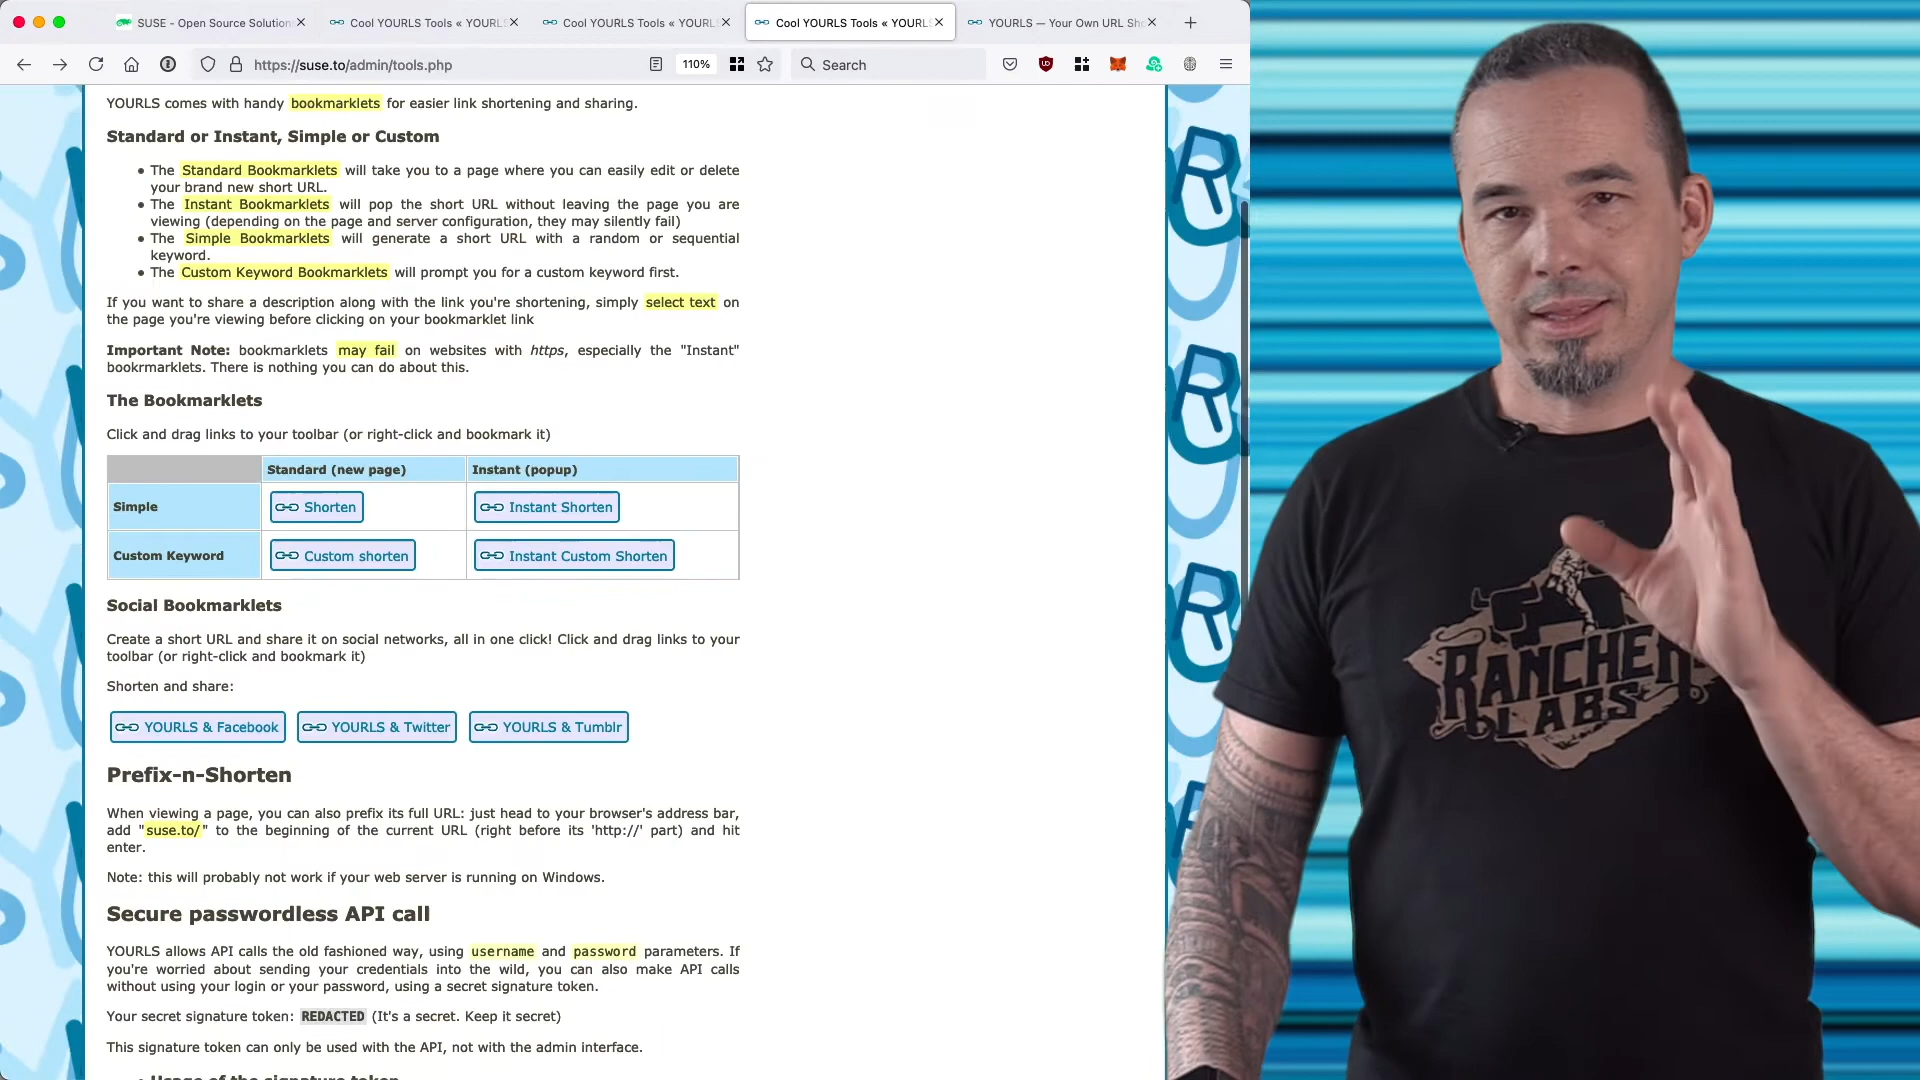 SUSE - Open Source Solution
Cool YOURLS Tools « YOURLS
Cool YOURLS Tools « YOURL
Cool YOURLS Tools « YOURL
YOURLS — Your Own URL Sho
https://suse.to/admin/tools.php
110%
Search
YOURLS comes with handy bookmarklets for easier link shortening and sharing.
Standard or Instant, Simple or Custom
• The Standard Bookmarklets will take you to a page where you can easily edit or delete
your brand new short URL.
• The Instant Bookmarklets will pop the short URL without leaving the page you are
viewing (depending on the page and server configuration, they may silently fail)
• The Simple Bookmarklets will generate a short URL with a random or sequential
keyword.
• The Custom Keyword Bookmarklets will prompt you for a custom keyword first.
If you want to share a description along with the link you're shortening, simply select text on
the page you're viewing before clicking on your bookmarklet link
Important Note: bookmarklets may fail on websites with https, especially the "Instant"
bookrmarklets. There is nothing you can do about this.
The Bookmarklets
Click and drag links to your toolbar (or right-click and bookmark it)
Standard (new page) Instant (popup)
Simple Shorten Instant Shorten
Custom Keyword Custom shorten Instant Custom Shorten
Social Bookmarklets
Create a short URL and share it on social networks, all in one click! Click and drag links to your
toolbar (or right-click and bookmark it)
Shorten and share:
YOURLS & Facebook YOURLS & Twitter YOURLS & Tumblr
Prefix-n-Shorten
When viewing a page, you can also prefix its full URL: just head to your browser's address bar,
add "suse.to/" to the beginning of the current URL (right before its 'http://' part) and hit
enter.
Note: this will probably not work if your web server is running on Windows.
Secure passwordless API call
YOURLS allows API calls the old fashioned way, using username and password parameters. If
you're worried about sending your credentials into the wild, you can also make API calls
without using your login or your password, using a secret signature token.
Your secret signature token: REDACTED (It's a secret. Keep it secret)
This signature token can only be used with the API, not with the admin interface.
• Usage of the signature token
RANCHER
LABS